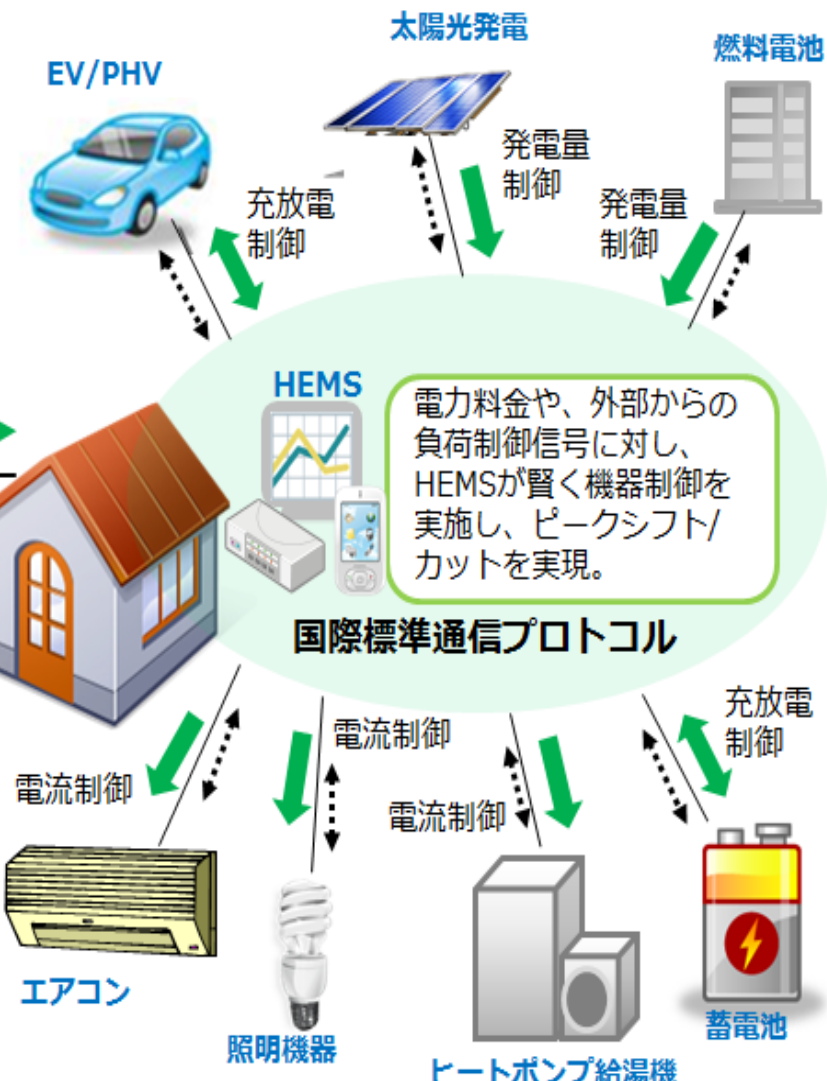 太陽光発電
燃料電池
EV/PHV
発電量
制御
充放電
制御
発電量
制御
HEMS
電力料金や、外部からの
負荷制御信号に対し、
HEMSが賢く機器制御を
実施し、ピークシフト/
カットを実現。
国際標準通信プロトコル
充放電
制御
電流制御
電流制御
電流制御
エアコン
照明機器
ヒートポンプ給湯機
蓄電池